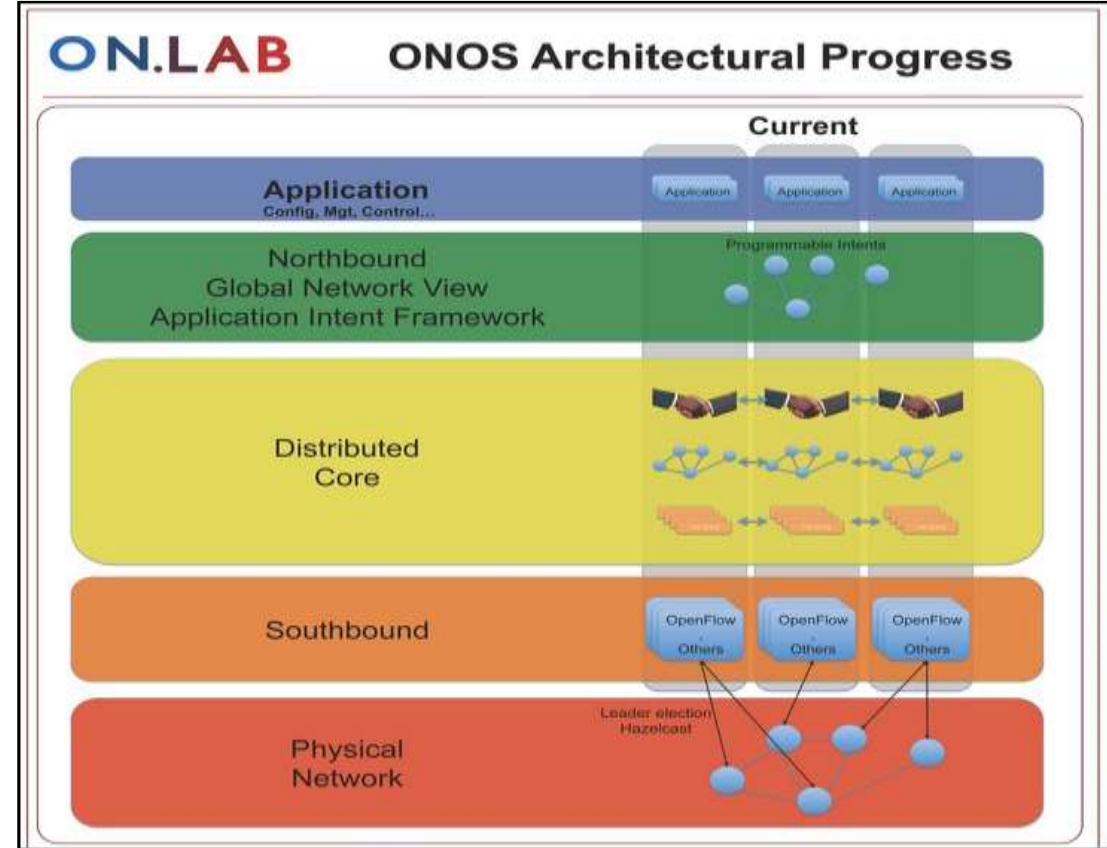 ON.LAB
ONOS Architectural Progress
Current
Application
Config, Mgt, Control...
Application
Application
Application
Northbound
Global Network View
Application Intent Framework
Programmable Intents
Distributed
Core
Southbound
OpenFlow
,
Others
OpenFlow
,
Others
OpenFlow
,
Others
Leader election
Hazelcast
Physical
Network